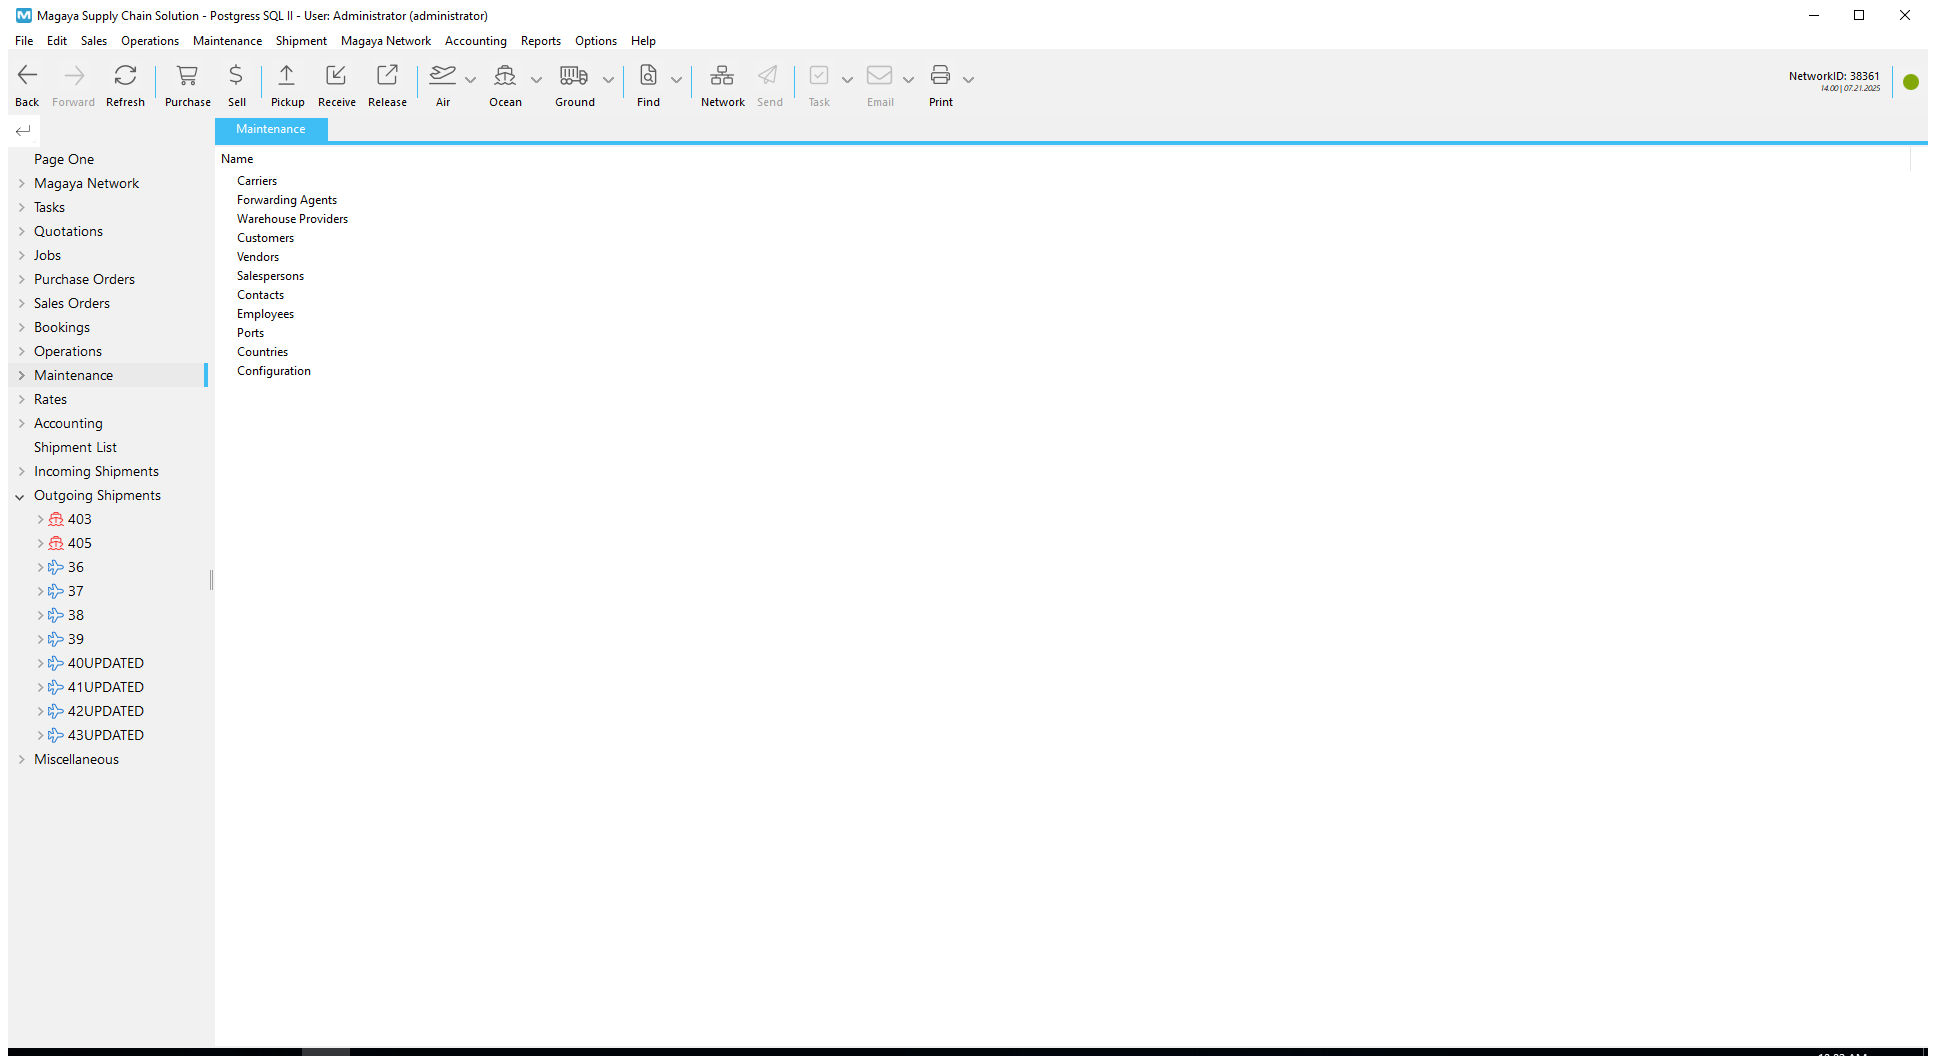 Magaya Supply Chain Solution - Postgress SQL II - User: Administrator (administrator)
File Edit Sales Operations Maintenance Shipment Magaya Network Accounting Reports Options Help
Back Forward Refresh Purchase Sell Pickup Receive Release Air Ocean Ground Find Network Send Task Email Print
NetworkID: 38361
14.00 | 07.21.2025
Maintenance
Page One
Magaya Network
Tasks
Quotations
Jobs
Purchase Orders
Sales Orders
Bookings
Operations
Maintenance
Rates
Accounting
Shipment List
Incoming Shipments
Outgoing Shipments
403
405
36
37
38
39
40UPDATED
41UPDATED
42UPDATED
43UPDATED
Miscellaneous
Name
Carriers
Forwarding Agents
Warehouse Providers
Customers
Vendors
Salespersons
Contacts
Employees
Ports
Countries
Configuration